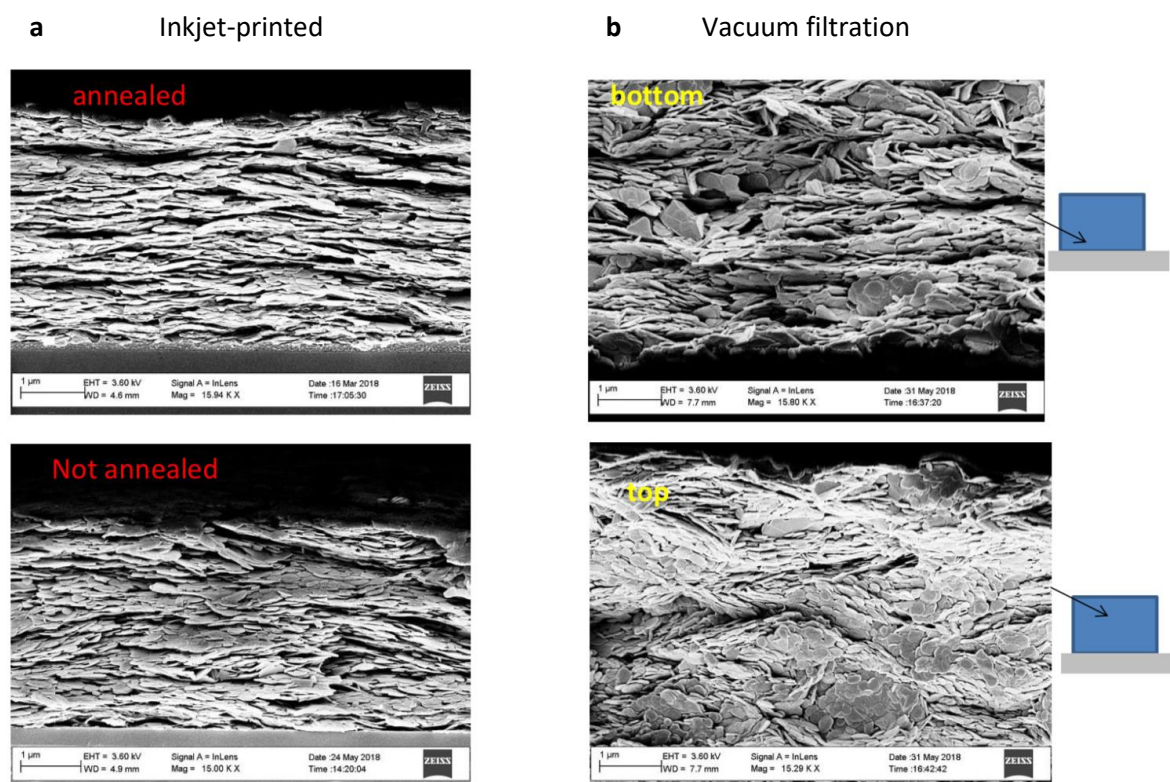 a Inkjet-printed
b Vacuum filtration
annealed
1 µm EHT = 3.60 kV Signal A = InLens Date :16 Mar 2018 ZEISS
WD = 4.6 mm Mag = 15.94 K X Time :17:05:30
bottom
1 µm EHT = 3.60 kV Signal A = InLens Date :31 May 2018 ZEISS
WD = 7.7 mm Mag = 15.80 K X Time :16:37:20
Not annealed
1 µm EHT = 3.60 kV Signal A = InLens Date :24 May 2018 ZEISS
WD = 4.9 mm Mag = 15.00 K X Time :14:20:04
top
1 µm EHT = 3.60 kV Signal A = InLens Date :31 May 2018 ZEISS
WD = 7.7 mm Mag = 15.29 K X Time :16:42:42